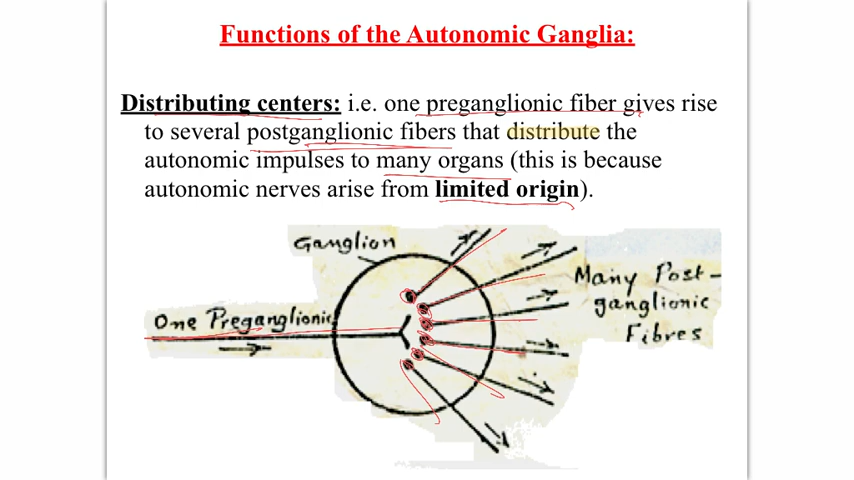 Functions of the Autonomic Ganglia:
Distributing centers: i.e. one preganglionic fiber gives rise
to several postganglionic fibers that distribute the
autonomic impulses to many organs (this is because
autonomic nerves arise from limited origin).
Ganglion
One Preganglionic
Many Post-
ganglionic
Fibres